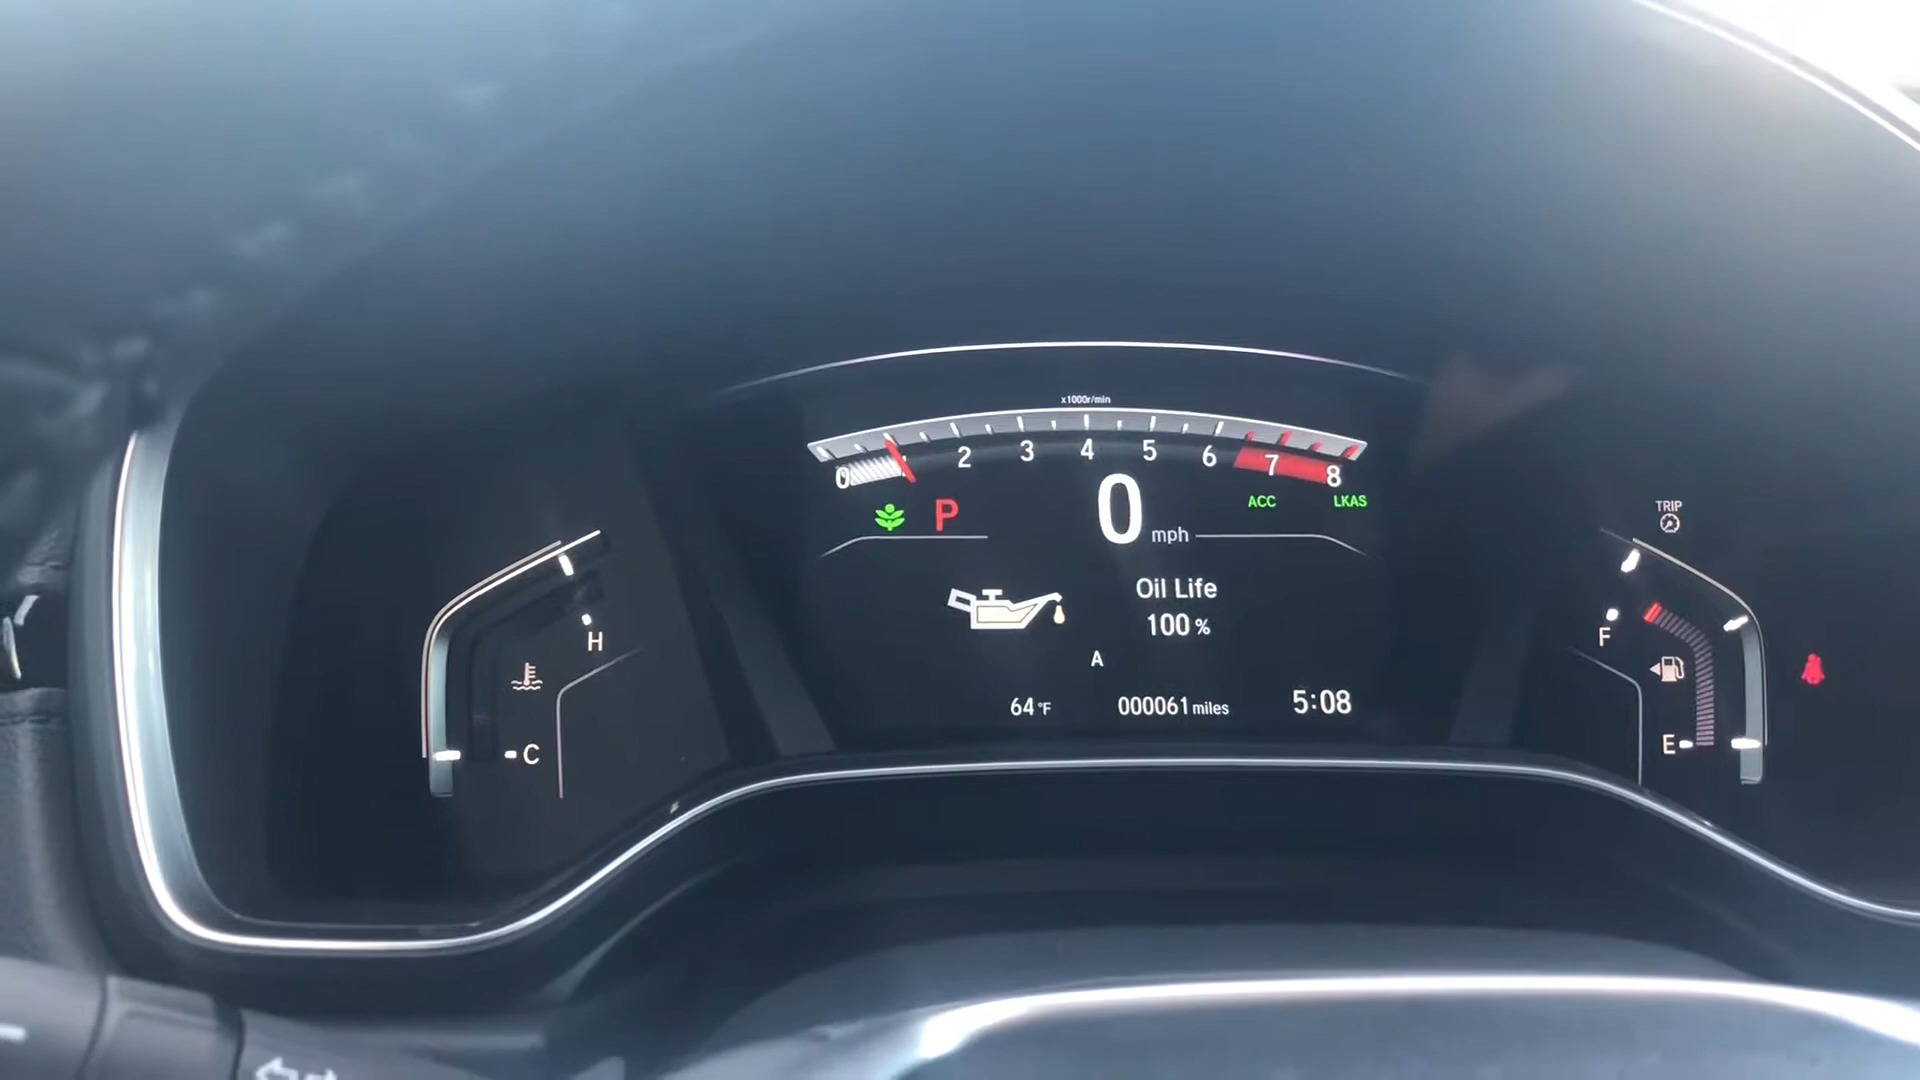 x1000r/min
0 1 2 3 4 5 6 7 8
P
0 mph
ACC
LKAS
Oil Life
100 %
A
64 °F
000061 miles
5:08
H
C
TRIP
F
E